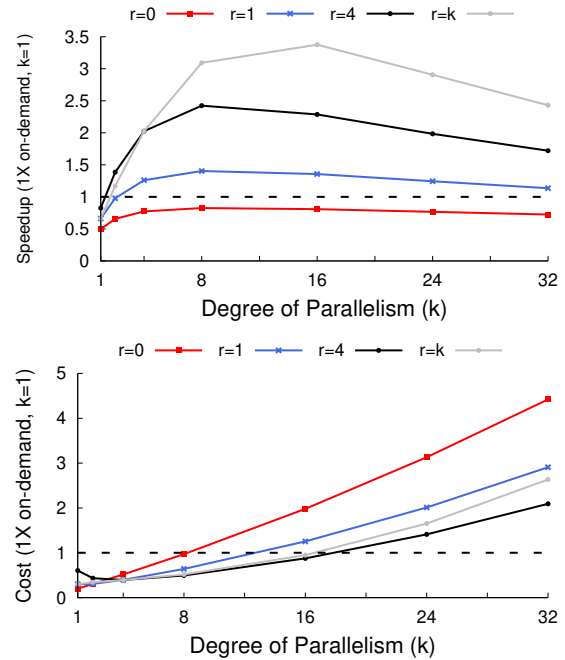 r=0 r=1 r=4 r=k
3.5
3
2.5
2
1.5
1
0.5
0
Speedup (1X on-demand, k=1)
1 8 16 24 32
Degree of Parallelism (k)
r=0 r=1 r=4 r=k
5
4
3
2
1
0
Cost (1X on-demand, k=1)
1 8 16 24 32
Degree of Parallelism (k)